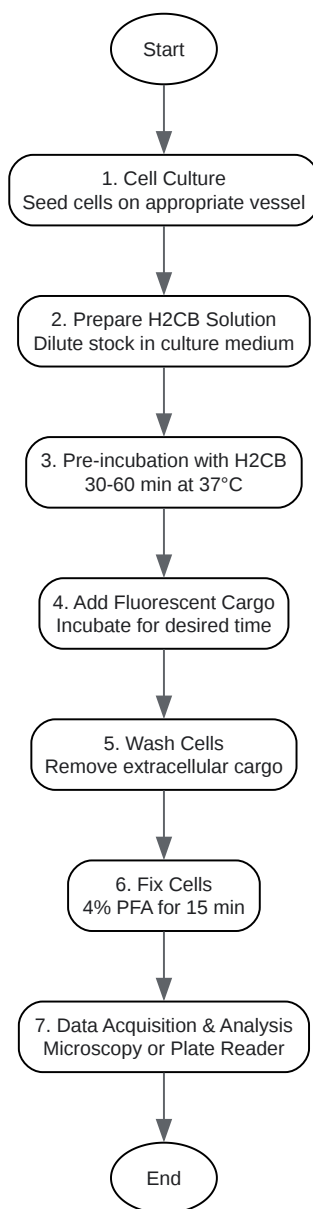 Start
1. Cell Culture
Seed cells on appropriate vessel
2. Prepare H2CB Solution
Dilute stock in culture medium
3. Pre-incubation with H2CB
30-60 min at 37°C
4. Add Fluorescent Cargo
Incubate for desired time
5. Wash Cells
Remove extracellular cargo
6. Fix Cells
4% PFA for 15 min
7. Data Acquisition & Analysis
Microscopy or Plate Reader
End